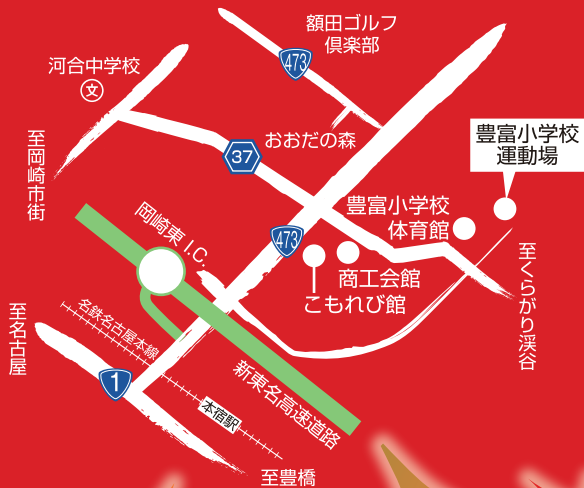 額田ゴルフ
倶楽部
473
河合中学校
文
おおだの森
豊富小学校
運動場
37
至岡崎市街
豊富小学校
体育館
岡崎東 I.C.
473
商工会館
こもれび館
至くらがり渓谷
至名古屋
名鉄名古屋本線
1
新東名高速道路
本宿駅
至豊橋